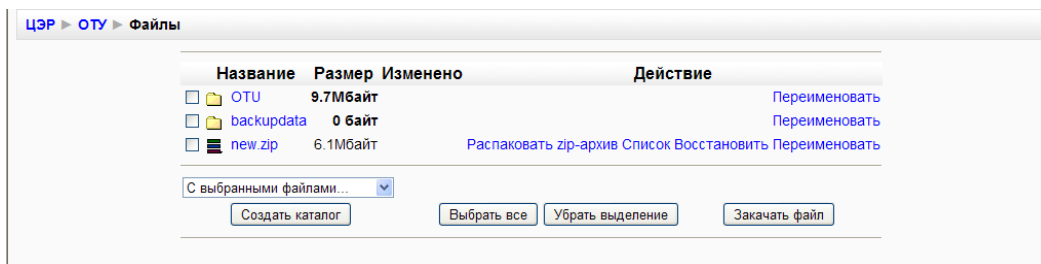 ЦЭР ► ОТУ ► Файлы
Название Размер Изменено Действие
OTU 9.7Мбайт Переименовать
backupdata 0 байт Переименовать
new.zip 6.1Мбайт Распаковать zip-архив Список Восстановить Переименовать
С выбранными файлами...
Создать каталог Выбрать все Убрать выделение Закачать файл